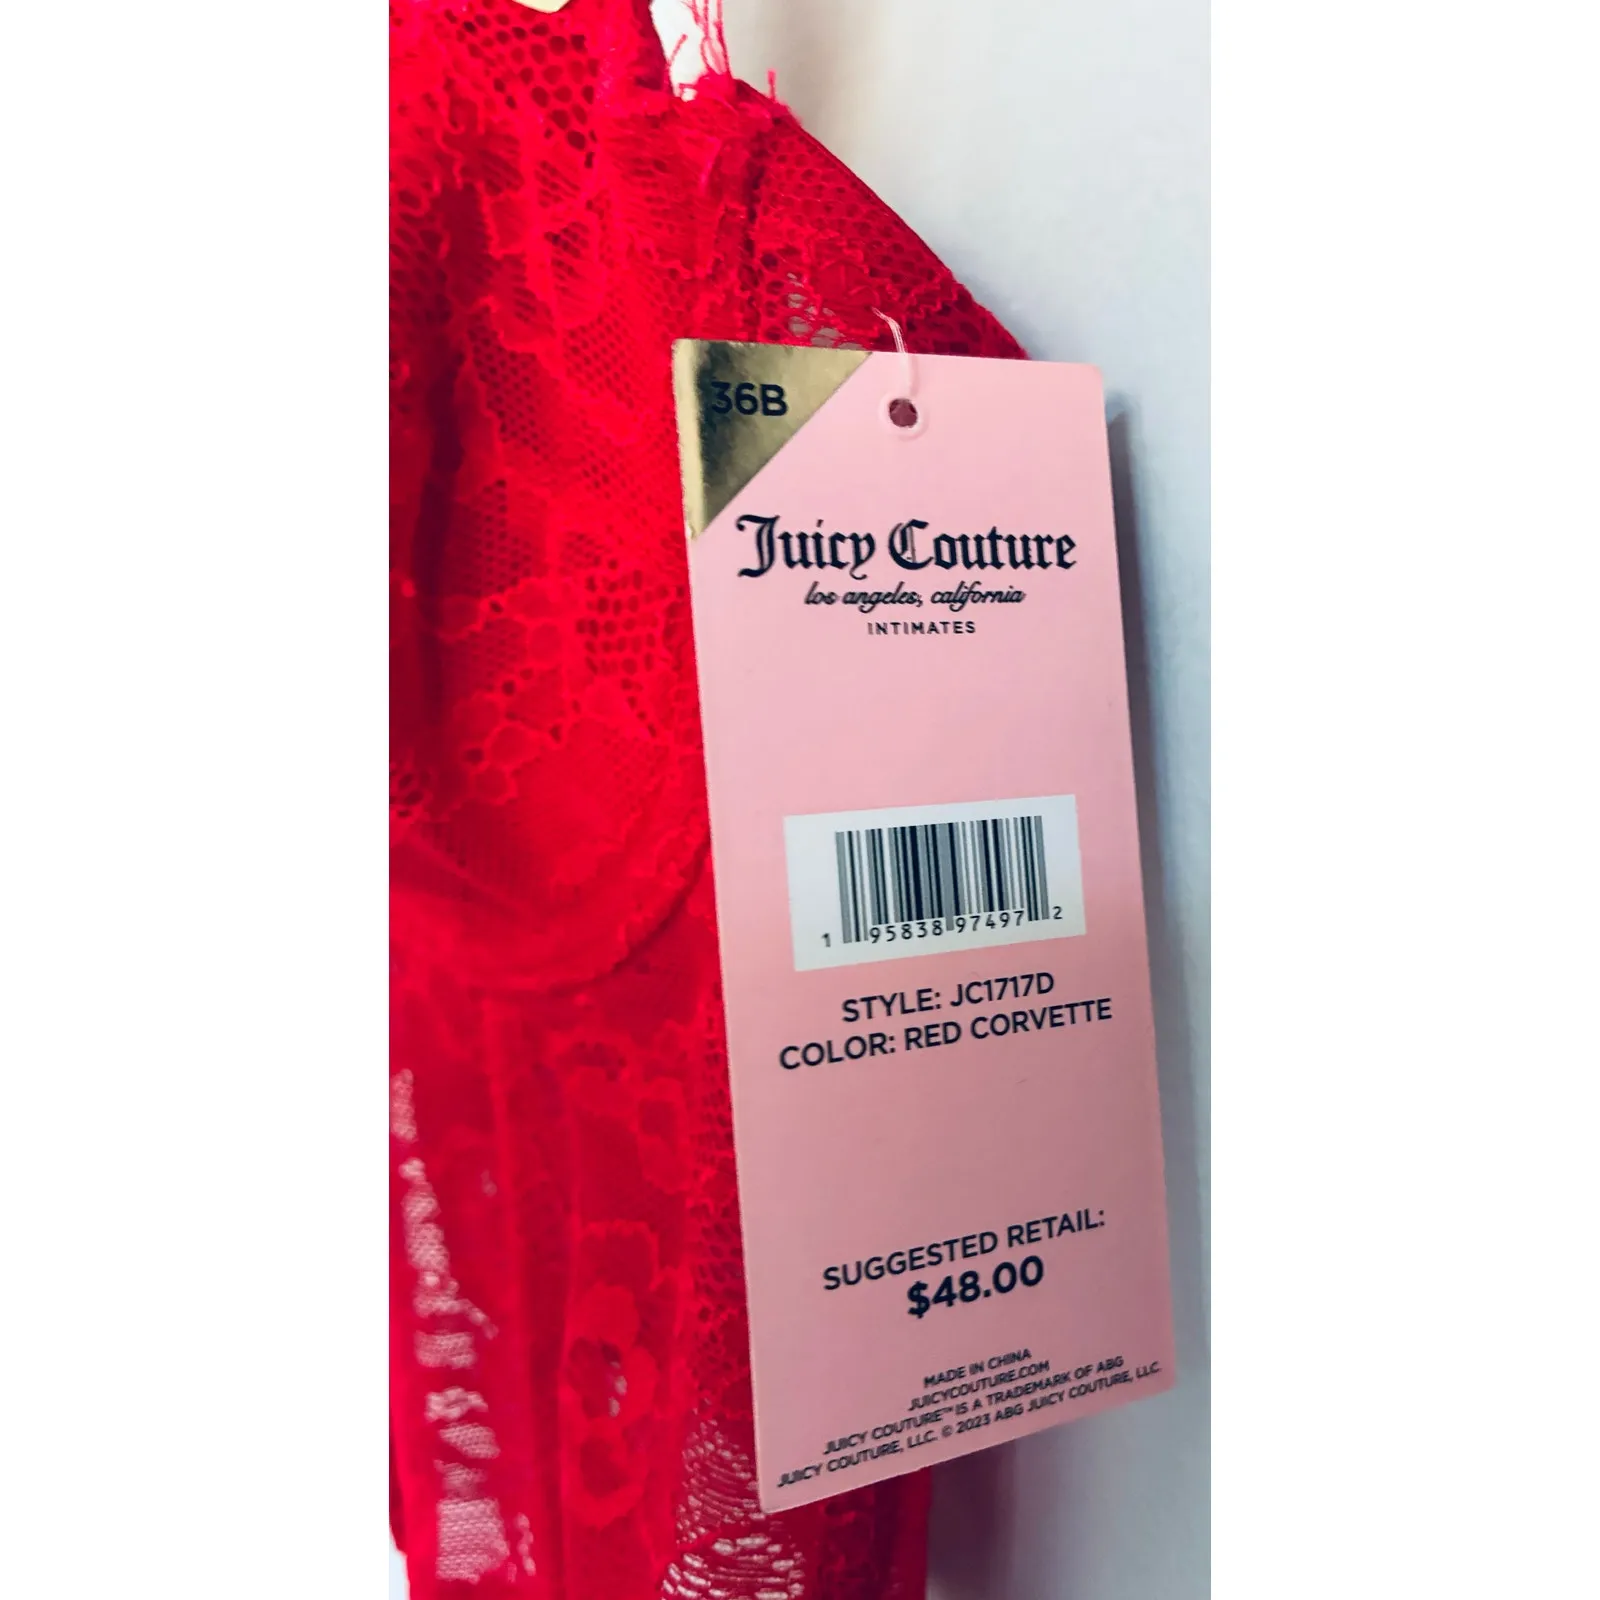 36B
Juicy Couture
los angeles, california
INTIMATES
1 95838 97497 2
STYLE: JC1717D
COLOR: RED CORVETTE
SUGGESTED RETAIL:
$48.00
MADE IN CHINA
JUICYCOUTURE.COM
JUICY COUTURE™ IS A TRADEMARK OF ABG
JUICY COUTURE, LLC. © 2023 ABG JUICY COUTURE, LLC.